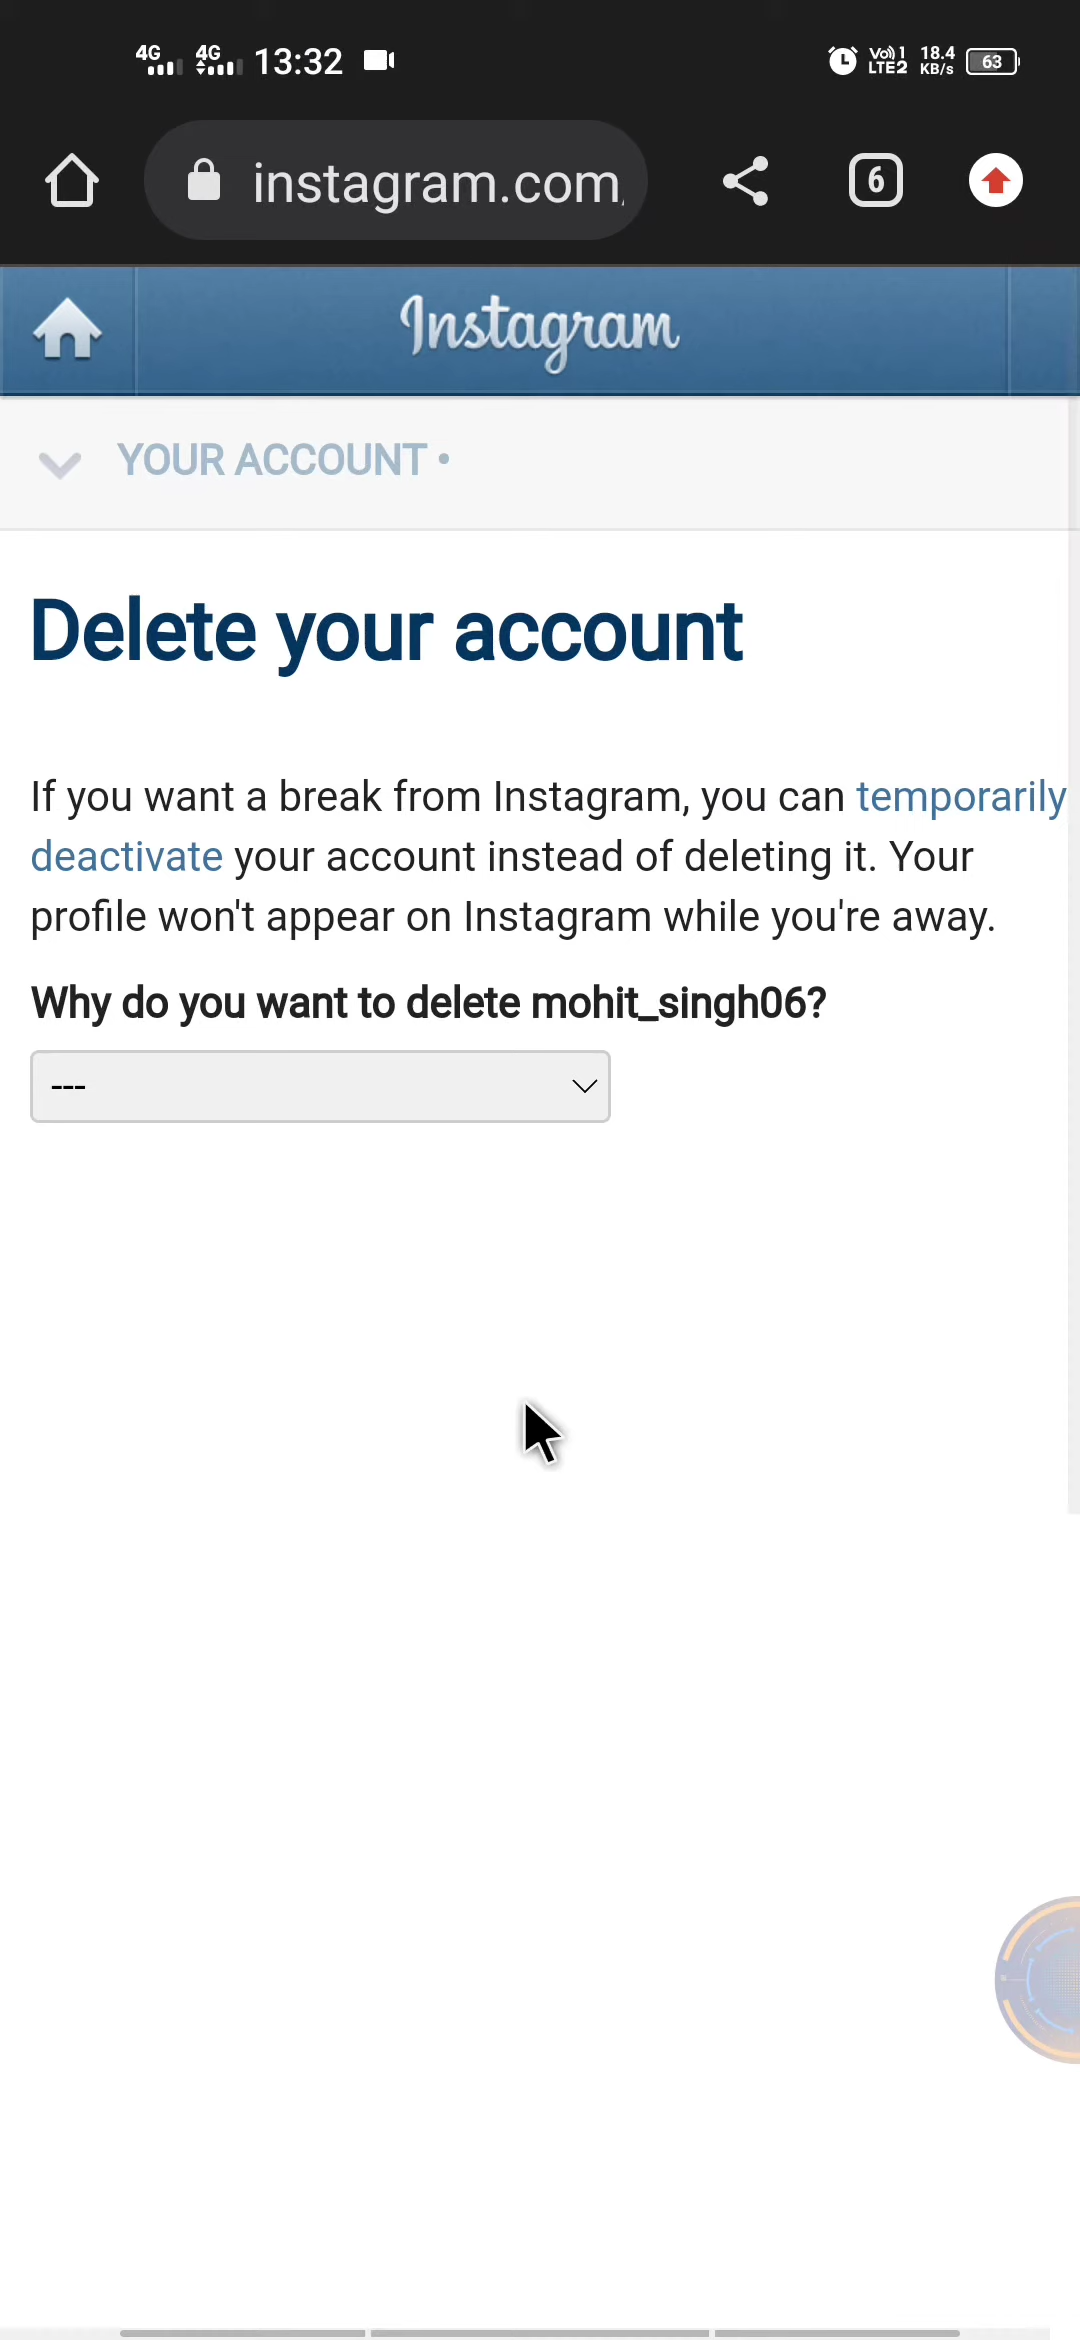 4G 4G 13:32 Vo)) 1 LTE2 18.4 KB/s 63
instagram.com 6
Instagram
YOUR ACCOUNT •
Delete your account
If you want a break from Instagram, you can temporarily
deactivate your account instead of deleting it. Your
profile won't appear on Instagram while you're away.
Why do you want to delete mohit_singh06?
---